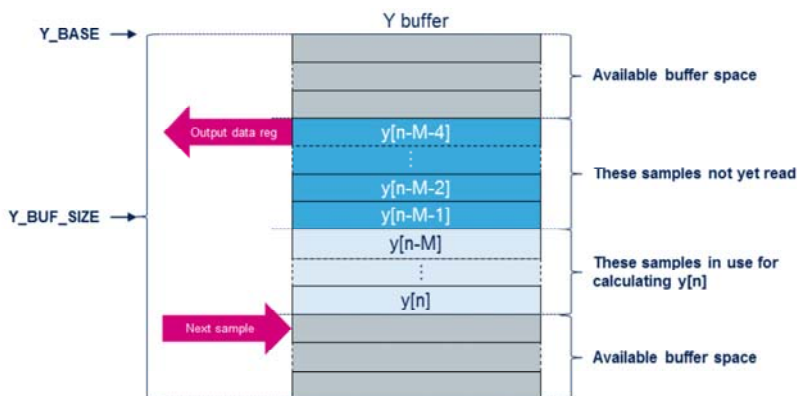 Y buffer
Y_BASE
Available buffer space
Output data reg
y[n-M-4]
⋮
These samples not yet read
y[n-M-2]
Y_BUF_SIZE
y[n-M-1]
y[n-M]
These samples in use for
calculating y[n]
⋮
y[n]
Next sample
Available buffer space